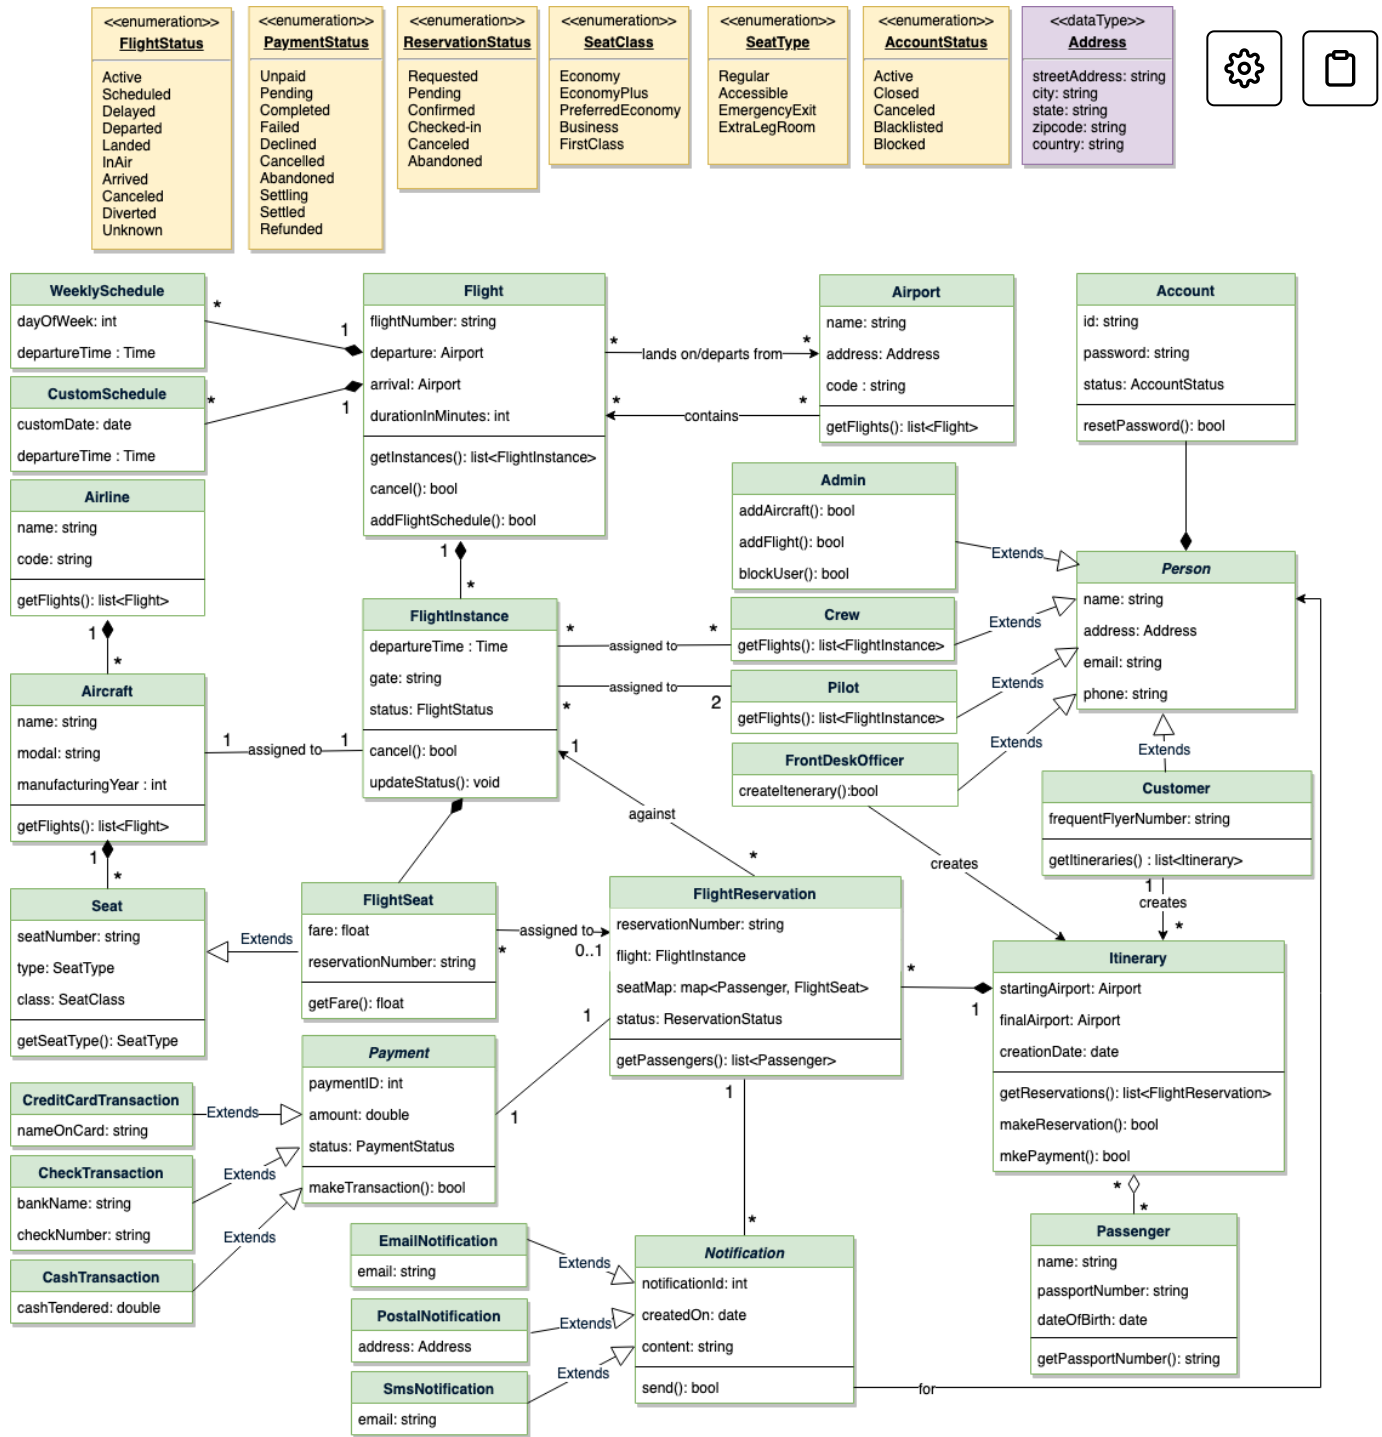 <<enumeration>>
FlightStatus
Active
Scheduled
Delayed
Departed
Landed
InAir
Arrived
Canceled
Diverted
Unknown
<<enumeration>>
PaymentStatus
Unpaid
Pending
Completed
Failed
Declined
Cancelled
Abandoned
Settling
Settled
Refunded
<<enumeration>>
ReservationStatus
Requested
Pending
Confirmed
Checked-in
Canceled
Abandoned
<<enumeration>>
SeatClass
Economy
EconomyPlus
PreferredEconomy
Business
FirstClass
<<enumeration>>
SeatType
Regular
Accessible
EmergencyExit
ExtraLegRoom
<<enumeration>>
AccountStatus
Active
Closed
Canceled
Blacklisted
Blocked
<<dataType>>
Address
streetAddress: string
city: string
state: string
zipcode: string
country: string
WeeklySchedule
dayOfWeek: int
departureTime : Time
*
1
CustomSchedule
customDate: date
departureTime : Time
*
1
Flight
flightNumber: string
departure: Airport
arrival: Airport
durationInMinutes: int
getInstances(): list<FlightInstance>
cancel(): bool
addFlightSchedule(): bool
*
lands on/departs from
*
*
contains
*
Airport
name: string
address: Address
code : string
getFlights(): list<Flight>
Account
id: string
password: string
status: AccountStatus
resetPassword(): bool
Airline
name: string
code: string
getFlights(): list<Flight>
1
*
1
*
Admin
addAircraft(): bool
addFlight(): bool
blockUser(): bool
Extends
Person
name: string
address: Address
email: string
phone: string
FlightInstance
departureTime : Time
gate: string
status: FlightStatus
cancel(): bool
updateStatus(): void
*
assigned to
*
Crew
getFlights(): list<FlightInstance>
Extends
*
assigned to
2
Pilot
getFlights(): list<FlightInstance>
Extends
FrontDeskOfficer
createItenerary():bool
Extends
Extends
Aircraft
name: string
modal: string
manufacturingYear : int
getFlights(): list<Flight>
1
assigned to
1
1
*
1
against
*
creates
Customer
frequentFlyerNumber: string
getItineraries() : list<Itinerary>
1
creates
*
Seat
seatNumber: string
type: SeatType
class: SeatClass
getSeatType(): SeatType
Extends
FlightSeat
fare: float
reservationNumber: string
getFare(): float
assigned to
*
0..1
FlightReservation
reservationNumber: string
flight: FlightInstance
seatMap: map<Passenger, FlightSeat>
status: ReservationStatus
getPassengers(): list<Passenger>
*
1
Itinerary
startingAirport: Airport
finalAirport: Airport
creationDate: date
getReservations(): list<FlightReservation>
makeReservation(): bool
mkePayment(): bool
*
*
Passenger
name: string
passportNumber: string
dateOfBirth: date
getPassportNumber(): string
Payment
paymentID: int
amount: double
status: PaymentStatus
makeTransaction(): bool
1
1
CreditCardTransaction
nameOnCard: string
Extends
CheckTransaction
bankName: string
checkNumber: string
Extends
CashTransaction
cashTendered: double
Extends
1
*
EmailNotification
email: string
Extends
PostalNotification
address: Address
Extends
SmsNotification
email: string
Extends
Notification
notificationId: int
createdOn: date
content: string
send(): bool
for